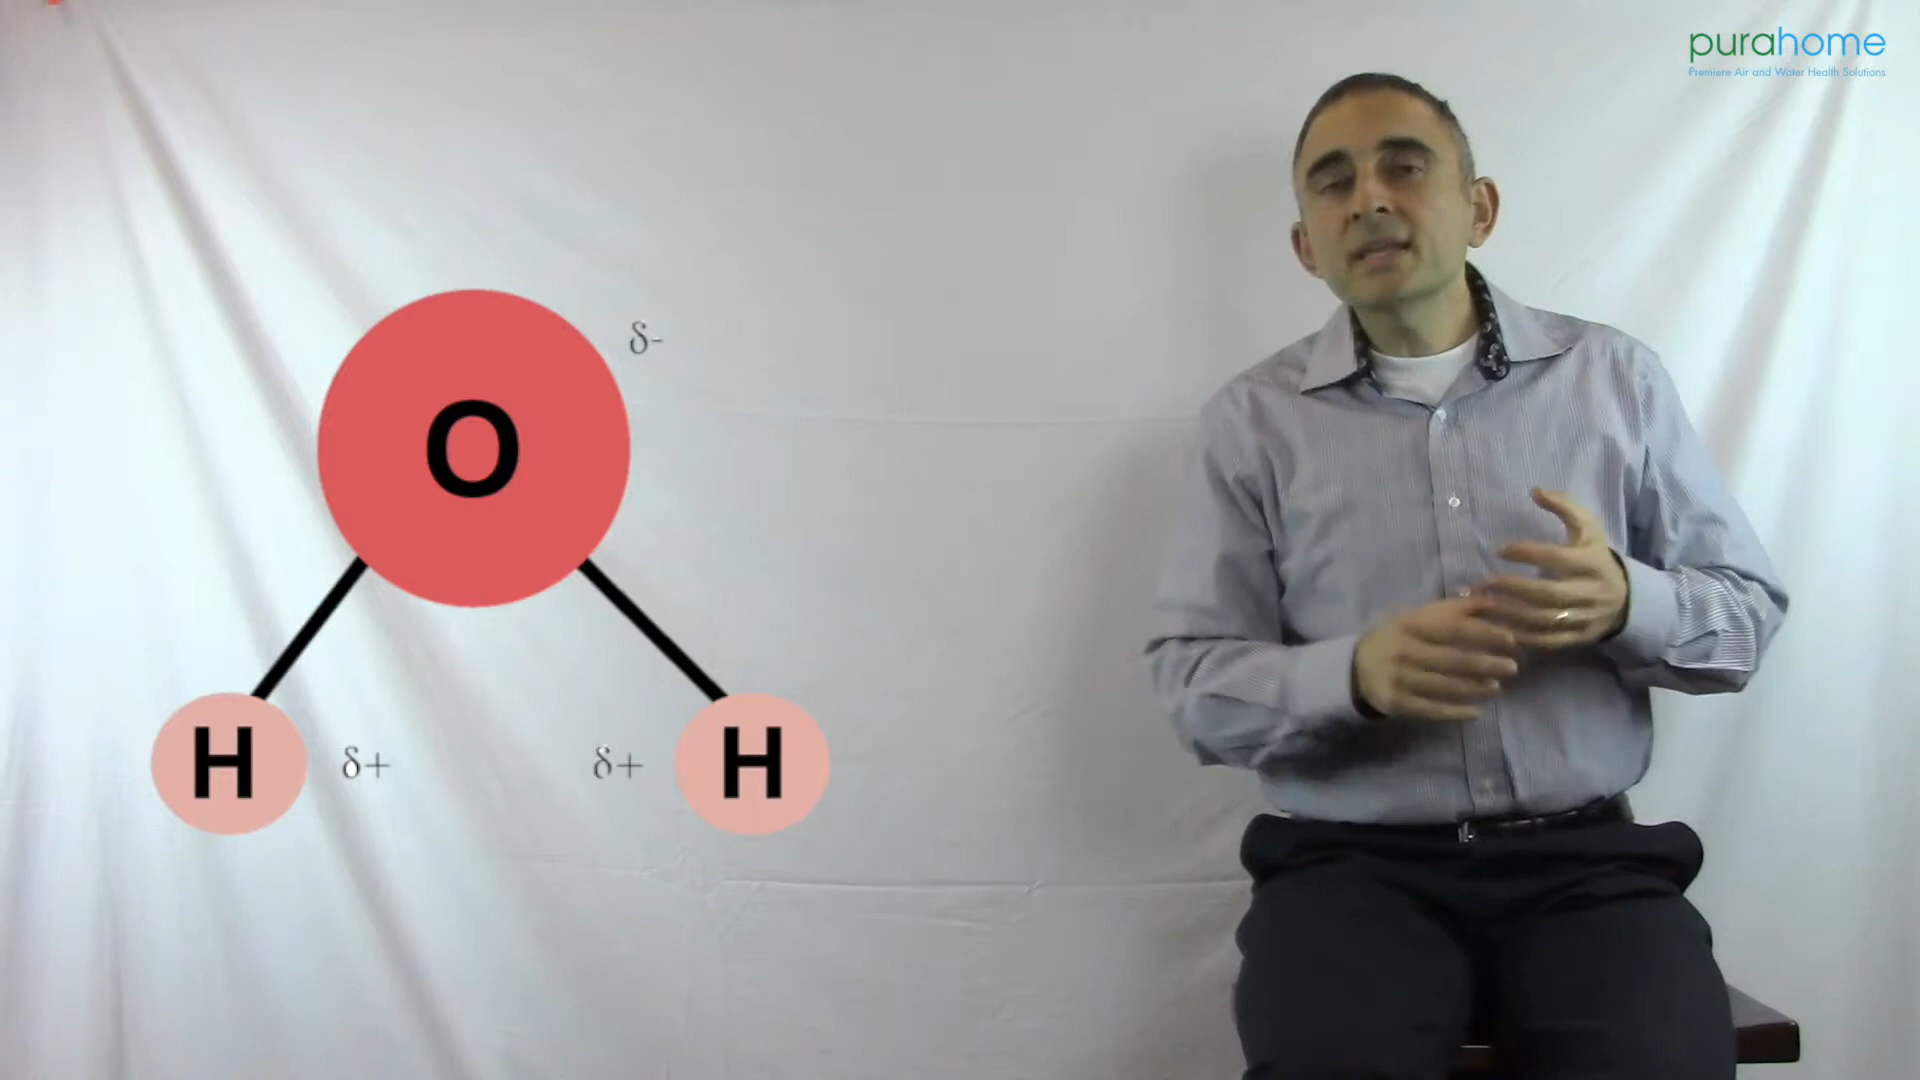 purahome
Premiere Air and Water Health Solutions
δ-
O
H δ+ δ+ H